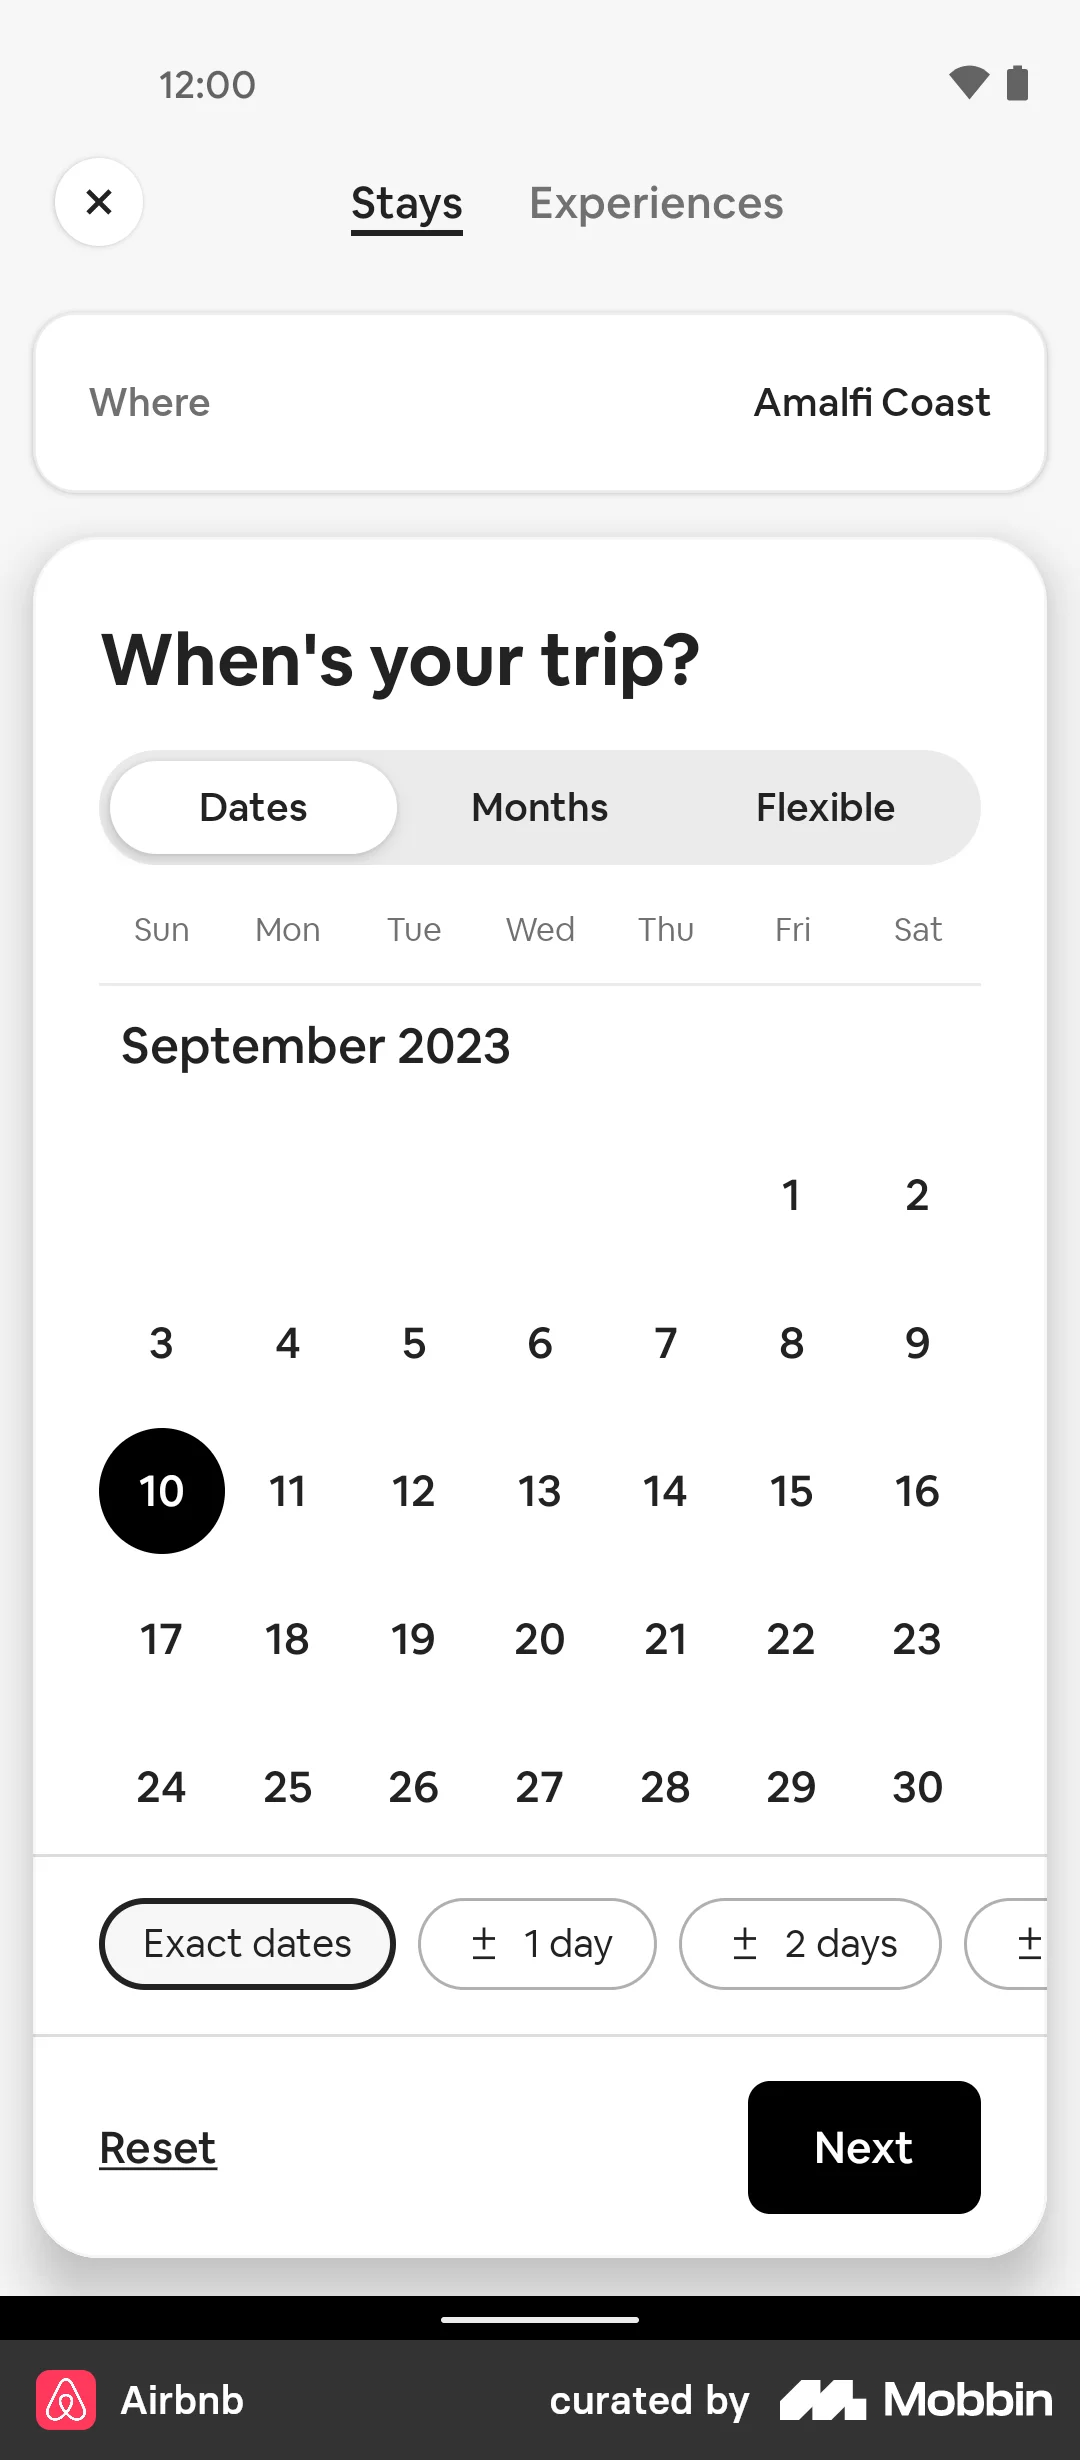 12:00
Stays Experiences
Where Amalfi Coast
When's your trip?
Dates Months Flexible
Sun Mon Tue Wed Thu Fri Sat
September 2023
1 2
3 4 5 6 7 8 9
10 11 12 13 14 15 16
17 18 19 20 21 22 23
24 25 26 27 28 29 30
Exact dates ± 1 day ± 2 days ±
Reset Next
Airbnb curated by Mobbin